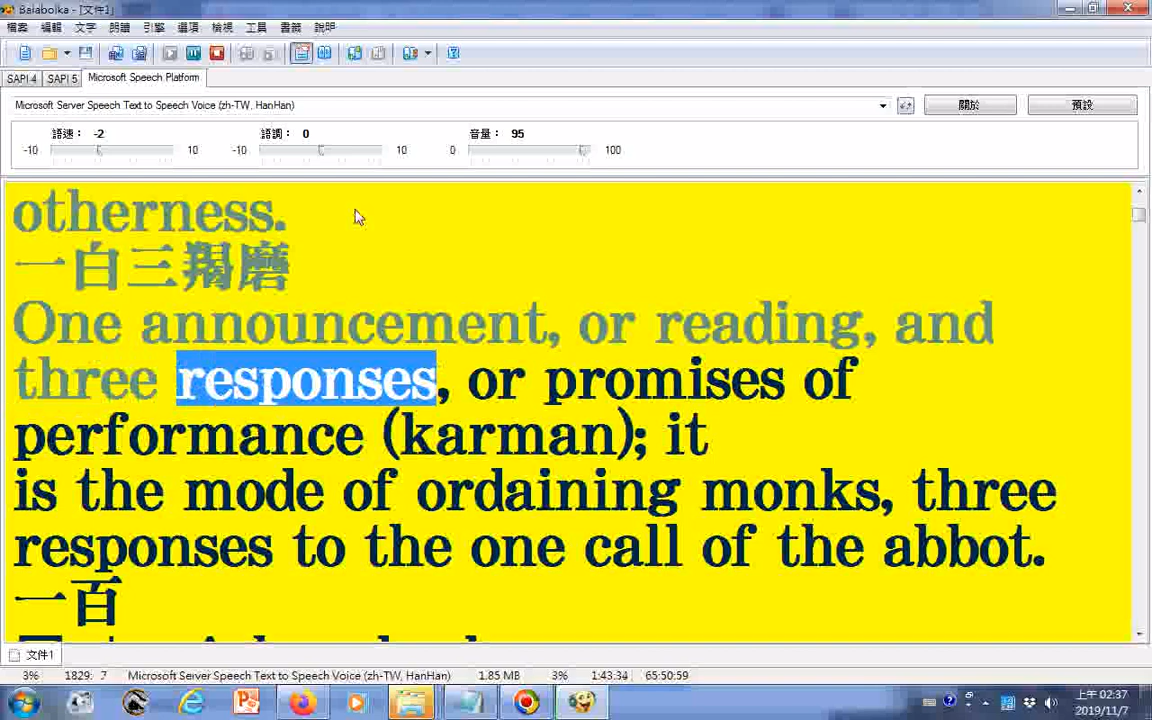 Balabolka - [文件1]
檔案 編輯 文字 朗讀 引擎 選項 檢視 工具 書籤 說明
SAPI 4 SAPI 5 Microsoft Speech Platform
Microsoft Server Speech Text to Speech Voice (zh-TW, HanHan) 關於 預設
語速： -2 語調： 0 音量： 95
-10 10 -10 10 0 100
otherness.
一白三羯磨
One announcement, or reading, and
three responses, or promises of
performance (karman); it
is the mode of ordaining monks, three
responses to the one call of the abbot.
一百
文件1
3% 1829: 7 Microsoft Server Speech Text to Speech Voice (zh-TW, HanHan) 1.85 MB 3% 1:43:34 65:50:59
上午 02:37
2019/11/7